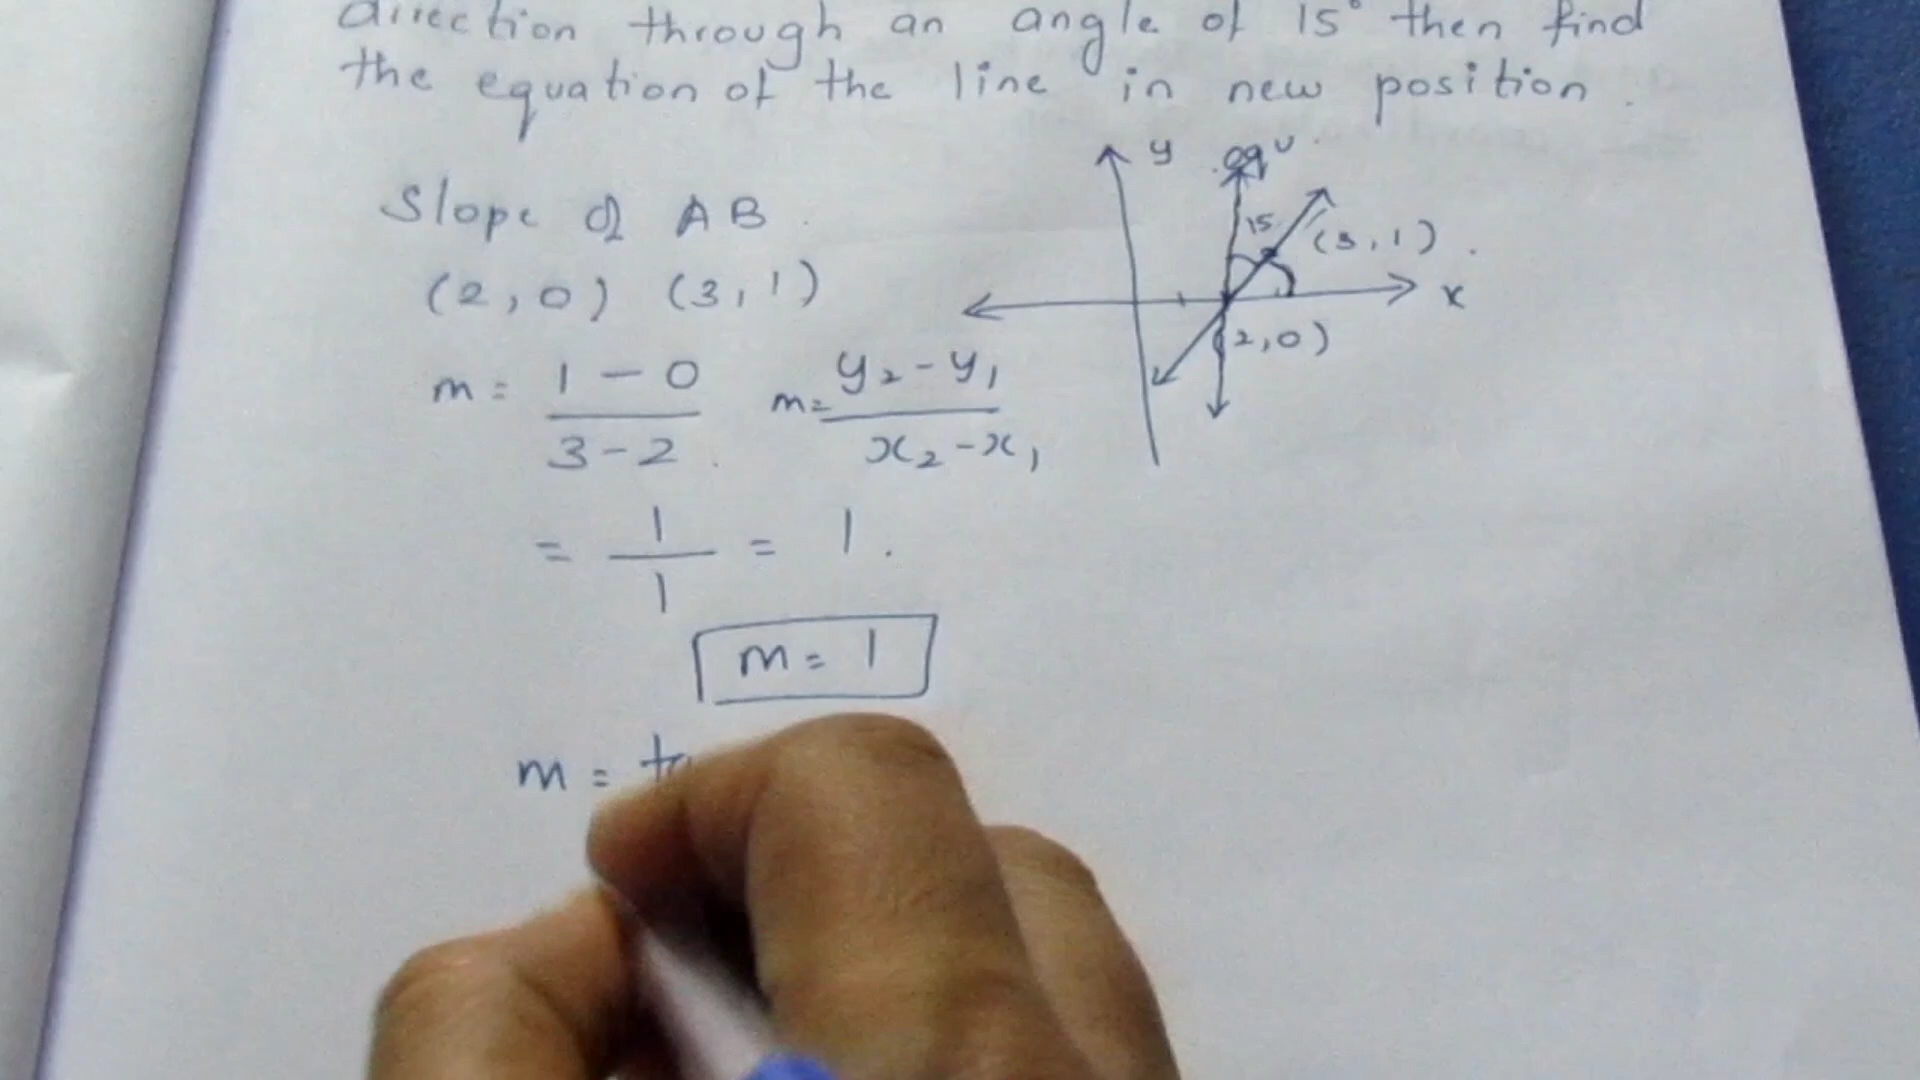 direction through an angle of 15° then find
the equation of the line in new position.
Slope of AB.
(2,0) (3,1)
m = 1 - 0 / 3 - 2. m = y₂ - y₁ / x₂ - x₁
= 1 / 1 = 1.
m = 1
m =
y
15
(3,1).
x
(2,0)